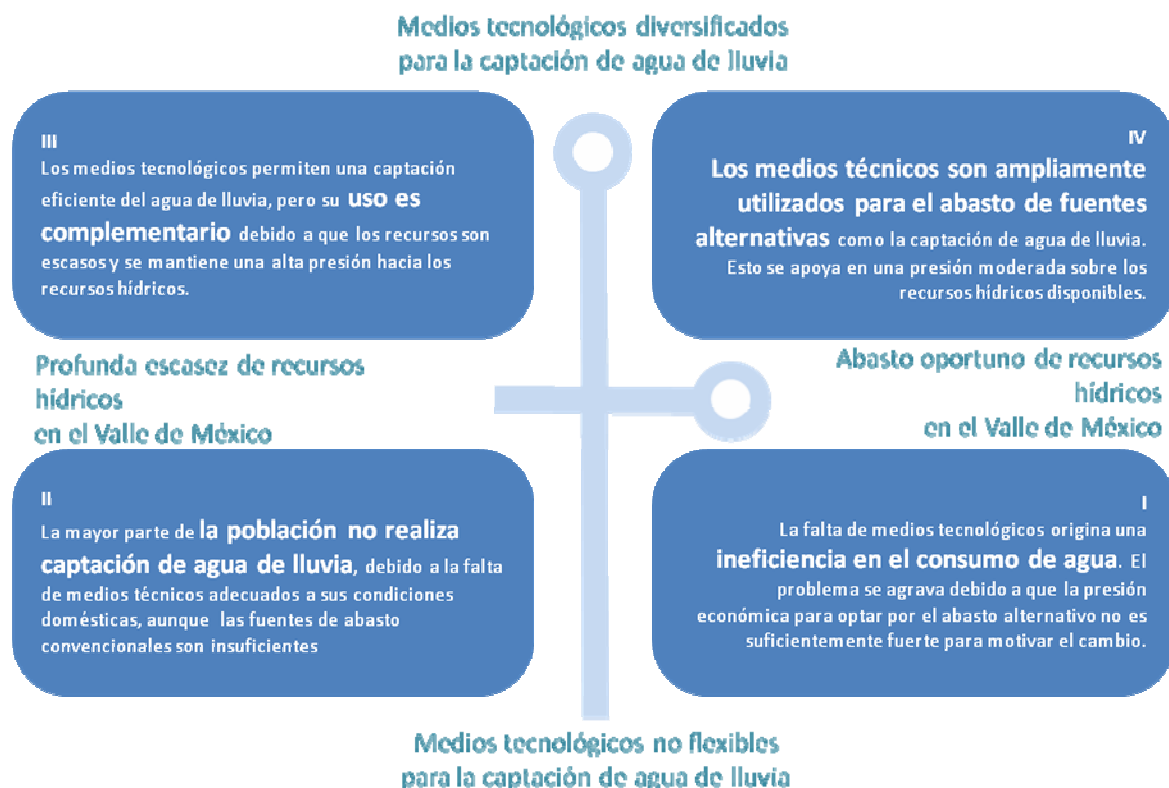 Medios tecnológicos diversificados
para la captación de agua de lluvia
III
Los medios tecnológicos permiten una captación
eficiente del agua de lluvia, pero su uso es
complementario debido a que los recursos son
escasos y se mantiene una alta presión hacia los
recursos hídricos.
IV
Los medios técnicos son ampliamente
utilizados para el abasto de fuentes
alternativas como la captación de agua de lluvia.
Esto se apoya en una presión moderada sobre los
recursos hídricos disponibles.
Profunda escasez de recursos
hídricos
en el Valle de México
Abasto oportuno de recursos
hídricos
en el Valle de México
II
La mayor parte de la población no realiza
captación de agua de lluvia, debido a la falta
de medios técnicos adecuados a sus condiciones
domésticas, aunque las fuentes de abasto
convencionales son insuficientes
I
La falta de medios tecnológicos origina una
ineficiencia en el consumo de agua. El
problema se agrava debido a que la presión
económica para optar por el abasto alternativo no es
suficientemente fuerte para motivar el cambio.
Medios tecnológicos no flexibles
para la captación de agua de lluvia